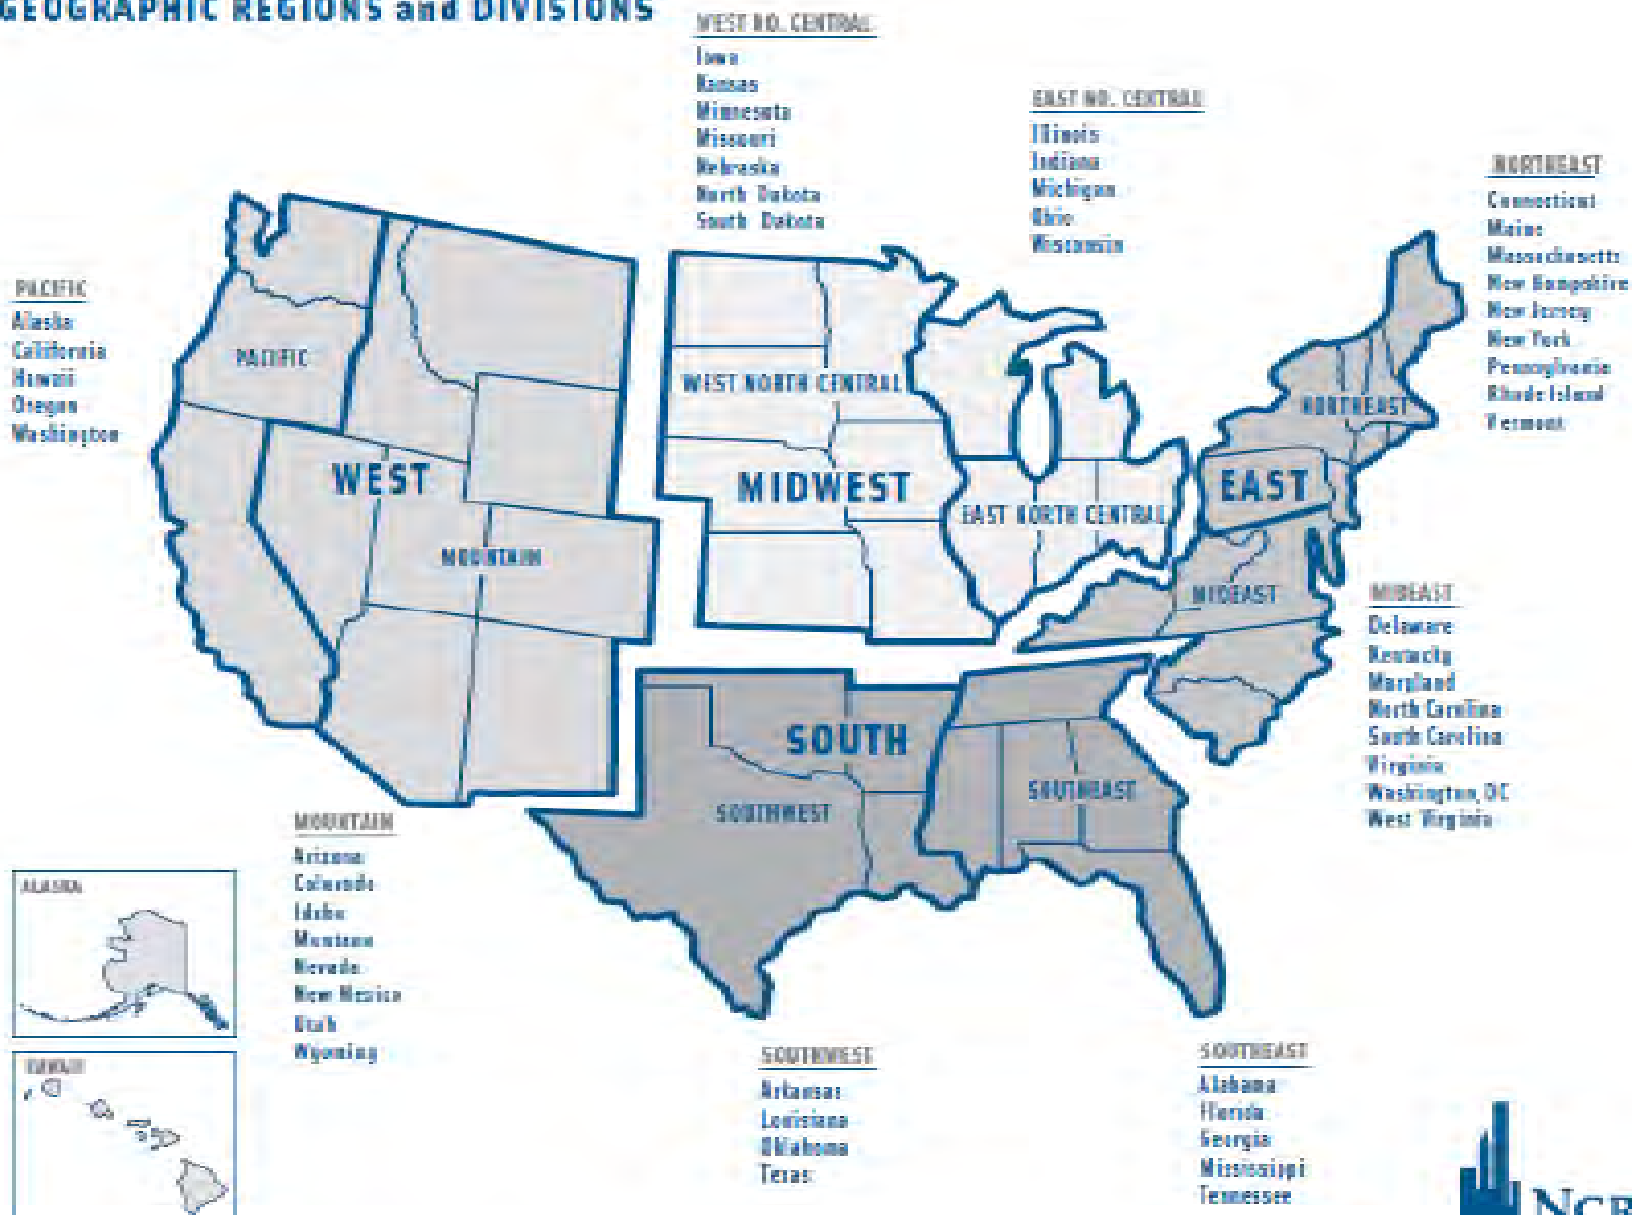 GEOGRAPHIC REGIONS and DIVISIONS
WEST NO. CENTRAL
Iowa
Kansas
Minnesota
Missouri
Nebraska
North Dakota
South Dakota
EAST NO. CENTRAL
Illinois
Indiana
Michigan
Ohio
Wisconsin
NORTHEAST
Connecticut
Maine
Massachusetts
New Hampshire
New Jersey
New York
Pennsylvania
Rhode Island
Vermont
PACIFIC
Alaska
California
Hawaii
Oregon
Washington
PACIFIC
WEST
MOUNTAIN
WEST NORTH CENTRAL
MIDWEST
EAST NORTH CENTRAL
NORTHEAST
EAST
MIDEAST
SOUTH
SOUTHWEST
SOUTHEAST
MIDEAST
Delaware
Kentucky
Maryland
North Carolina
South Carolina
Virginia
Washington, DC
West Virginia
MOUNTAIN
Arizona
Colorado
Idaho
Montana
Nevada
New Mexico
Utah
Wyoming
ALASKA
HAWAII
SOUTHWEST
Arkansas
Louisiana
Oklahoma
Texas
SOUTHEAST
Alabama
Florida
Georgia
Mississippi
Tennessee